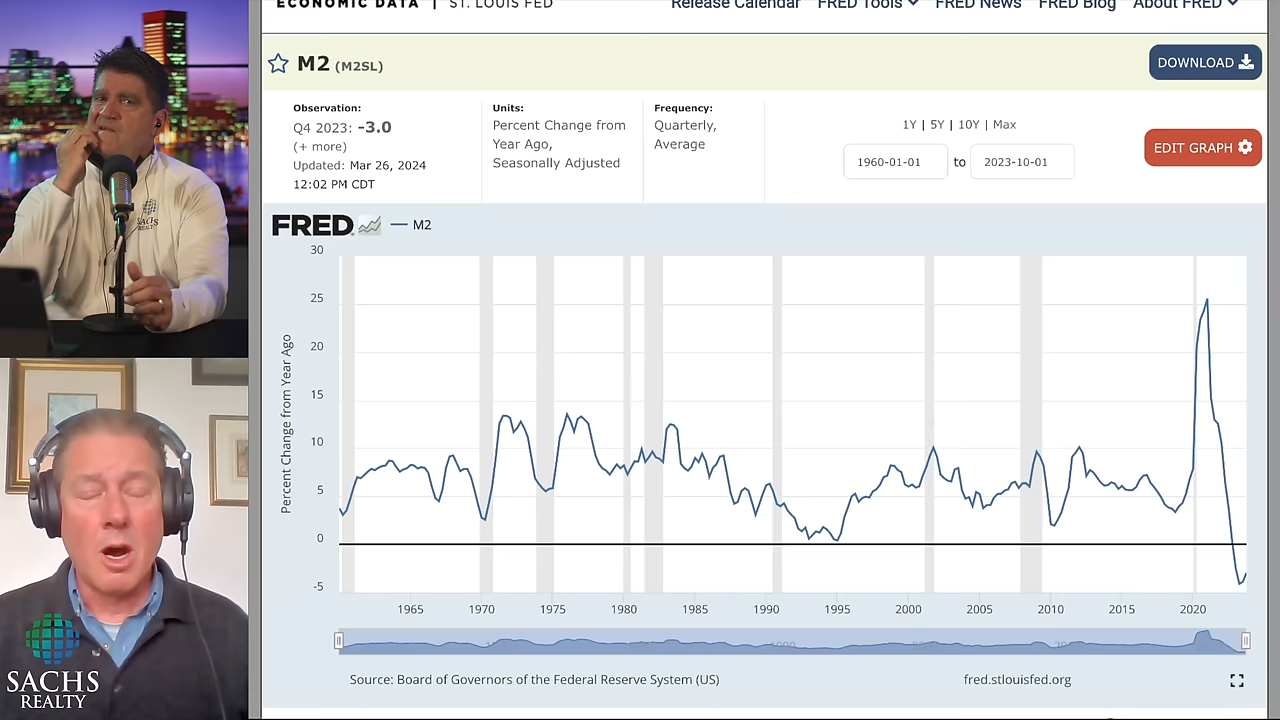 ECONOMIC DATA | ST. LOUIS FED
Release Calendar FRED Tools FRED News FRED Blog About FRED
M2 (M2SL)
DOWNLOAD
Observation:
Q4 2023: -3.0
(+ more)
Updated: Mar 26, 2024
12:02 PM CDT
Units:
Percent Change from
Year Ago,
Seasonally Adjusted
Frequency:
Quarterly,
Average
1Y | 5Y | 10Y | Max
1960-01-01 to 2023-10-01
EDIT GRAPH
FRED
M2
Percent Change from Year Ago
30
25
20
15
10
5
0
-5
1965 1970 1975 1980 1985 1990 1995 2000 2005 2010 2015 2020
Source: Board of Governors of the Federal Reserve System (US)
fred.stlouisfed.org
SACHS
REALTY
SACHS
REALTY